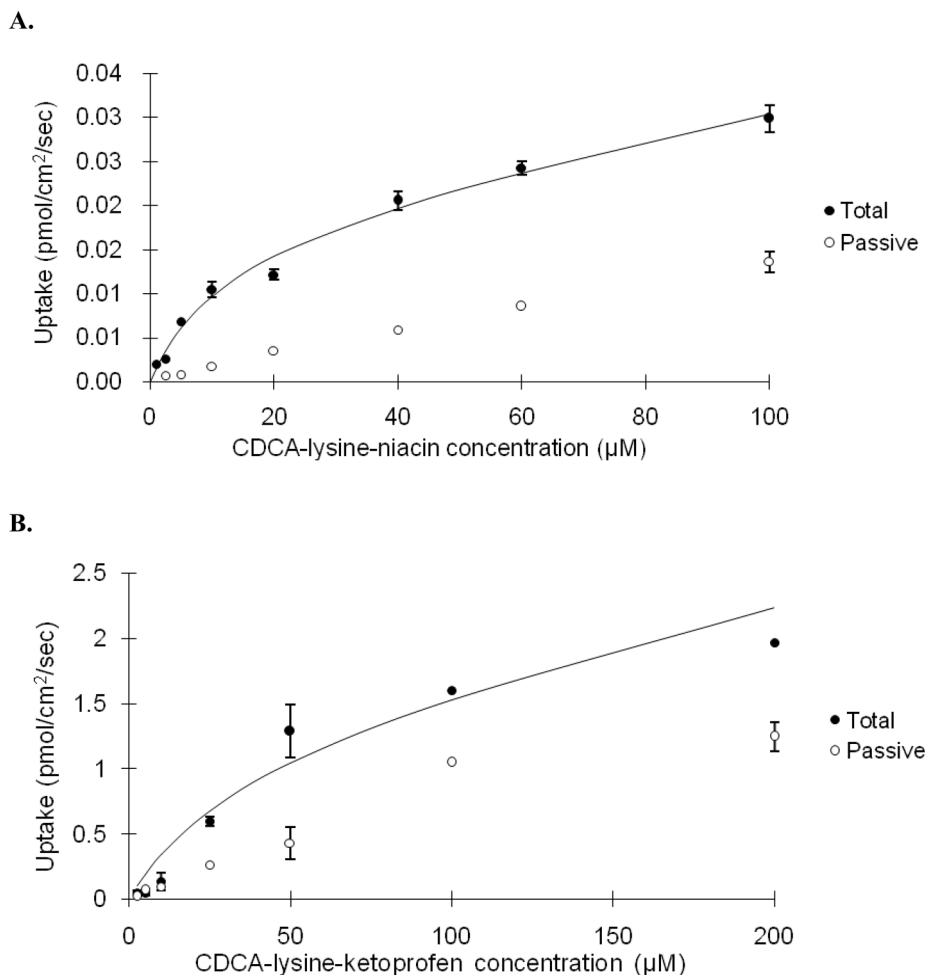 A.
0.04
0.03
0.03
0.02
0.02
0.01
0.01
0.00
Uptake (pmol/cm²/sec)
0 20 40 60 80 100
CDCA-lysine-niacin concentration (µM)
Total
Passive
B.
2.5
2
1.5
1
0.5
0
Uptake (pmol/cm²/sec)
0 50 100 150 200
CDCA-lysine-ketoprofen concentration (µM)
Total
Passive